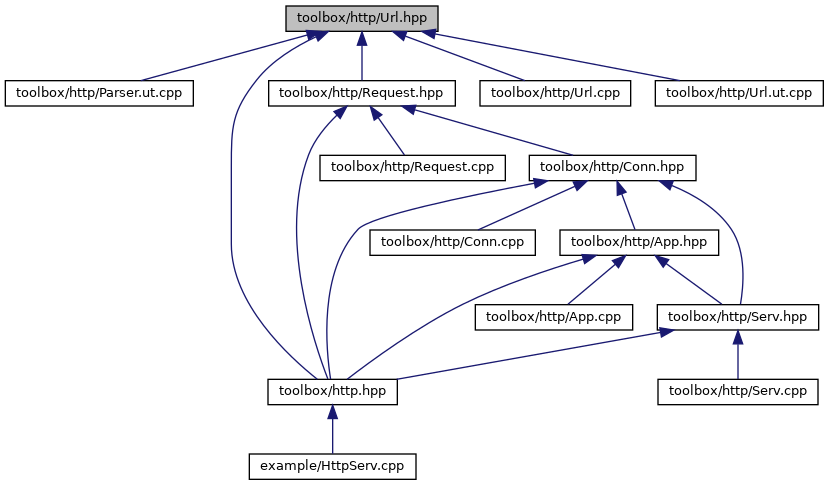 toolbox/http/Url.hpp
toolbox/http/Parser.ut.cpp
toolbox/http/Request.hpp
toolbox/http/Url.cpp
toolbox/http/Url.ut.cpp
toolbox/http/Request.cpp
toolbox/http/Conn.hpp
toolbox/http/Conn.cpp
toolbox/http/App.hpp
toolbox/http/App.cpp
toolbox/http/Serv.hpp
toolbox/http.hpp
toolbox/http/Serv.cpp
example/HttpServ.cpp